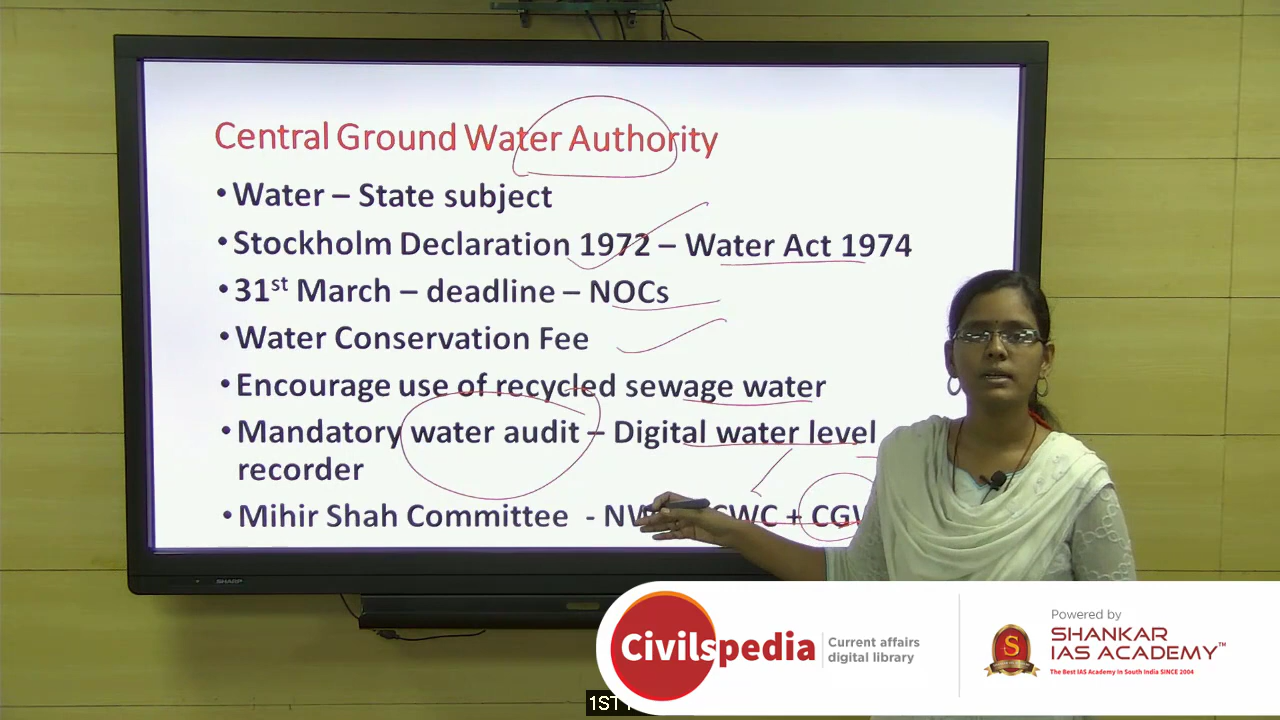 Central Ground Water Authority
• Water – State subject
• Stockholm Declaration 1972 – Water Act 1974
• 31st March – deadline – NOCs
• Water Conservation Fee
• Encourage use of recycled sewage water
• Mandatory water audit – Digital water level
recorder
• Mihir Shah Committee - CWC +
SHARP
Civilspedia
Current affairs
digital library
Powered by
SHANKAR
IAS ACADEMY™
The Best IAS Academy In South India SINCE 2004
S
1ST